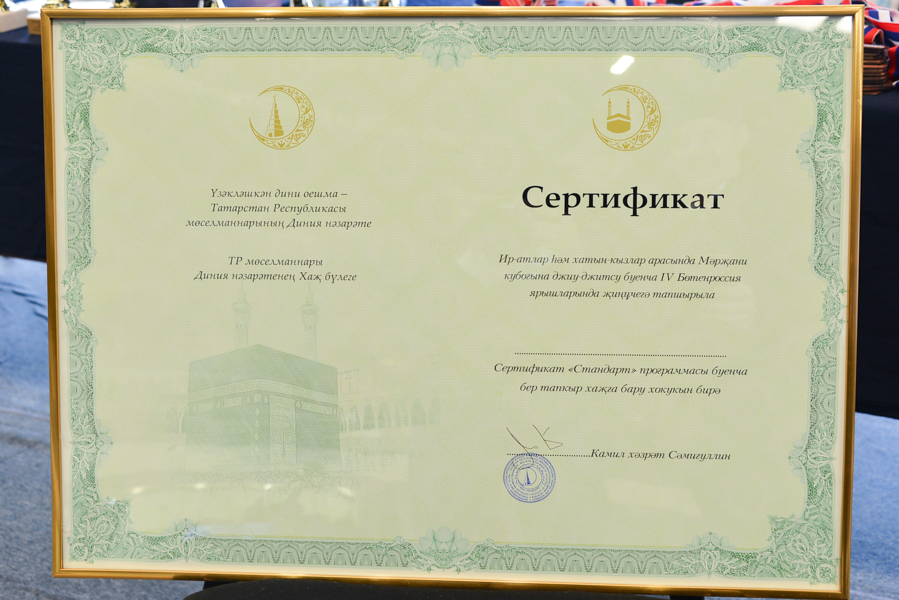 Үзәкләшкән дини оешма –
Татарстан Республикасы
мөселманнарының Диния нәзарәте
ТР мөселманнары
Диния нәзарәтенең Хаҗ бүлеге
Сертификат
Ир-атлар һәм хатын-кызлар арасында Мәрҗани
кубогына джиу-джитсу буенча IV Бөтенроссия
ярышларында җиңүчегә тапшырыла
Сертификат «Стандарт» программасы буенча
бер тапкыр хаҗга бару хокукын бирә
Камил хәзрәт Сәмигуллин